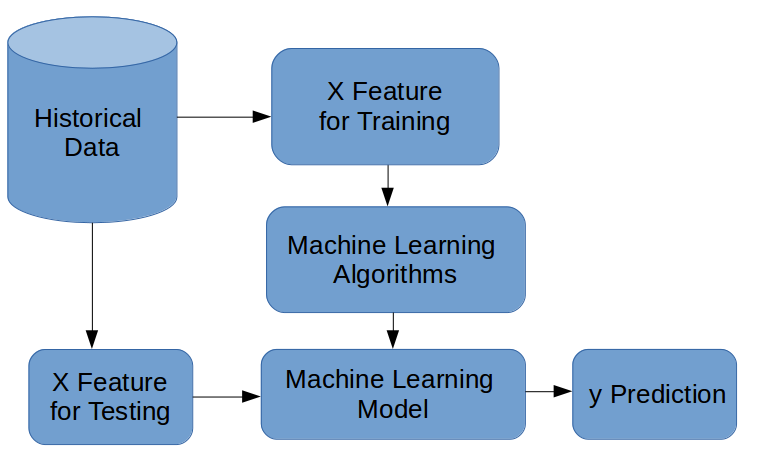 Historical
Data
X Feature
for Training
Machine Learning
Algorithms
X Feature
for Testing
Machine Learning
Model
y Prediction